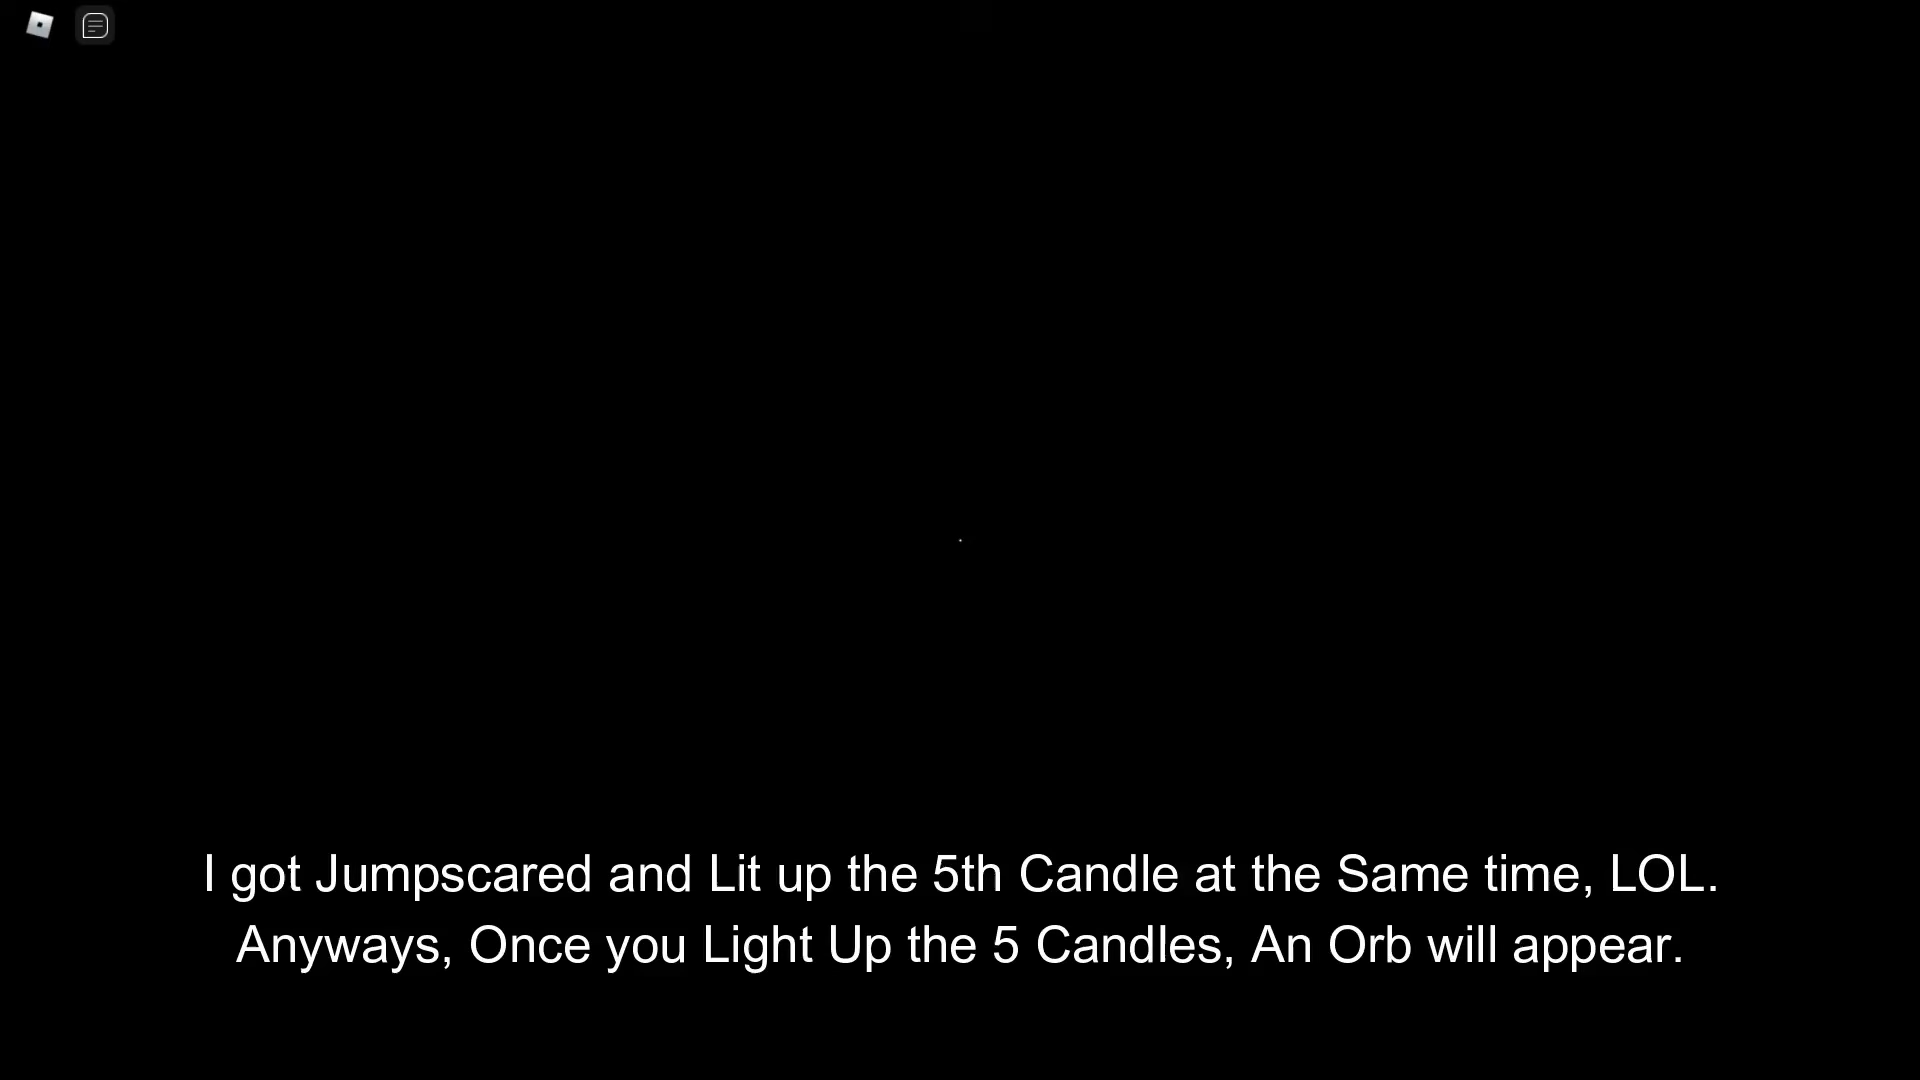 I got Jumpscared and Lit up the 5th Candle at the Same time, LOL.
Anyways, Once you Light Up the 5 Candles, An Orb will appear.